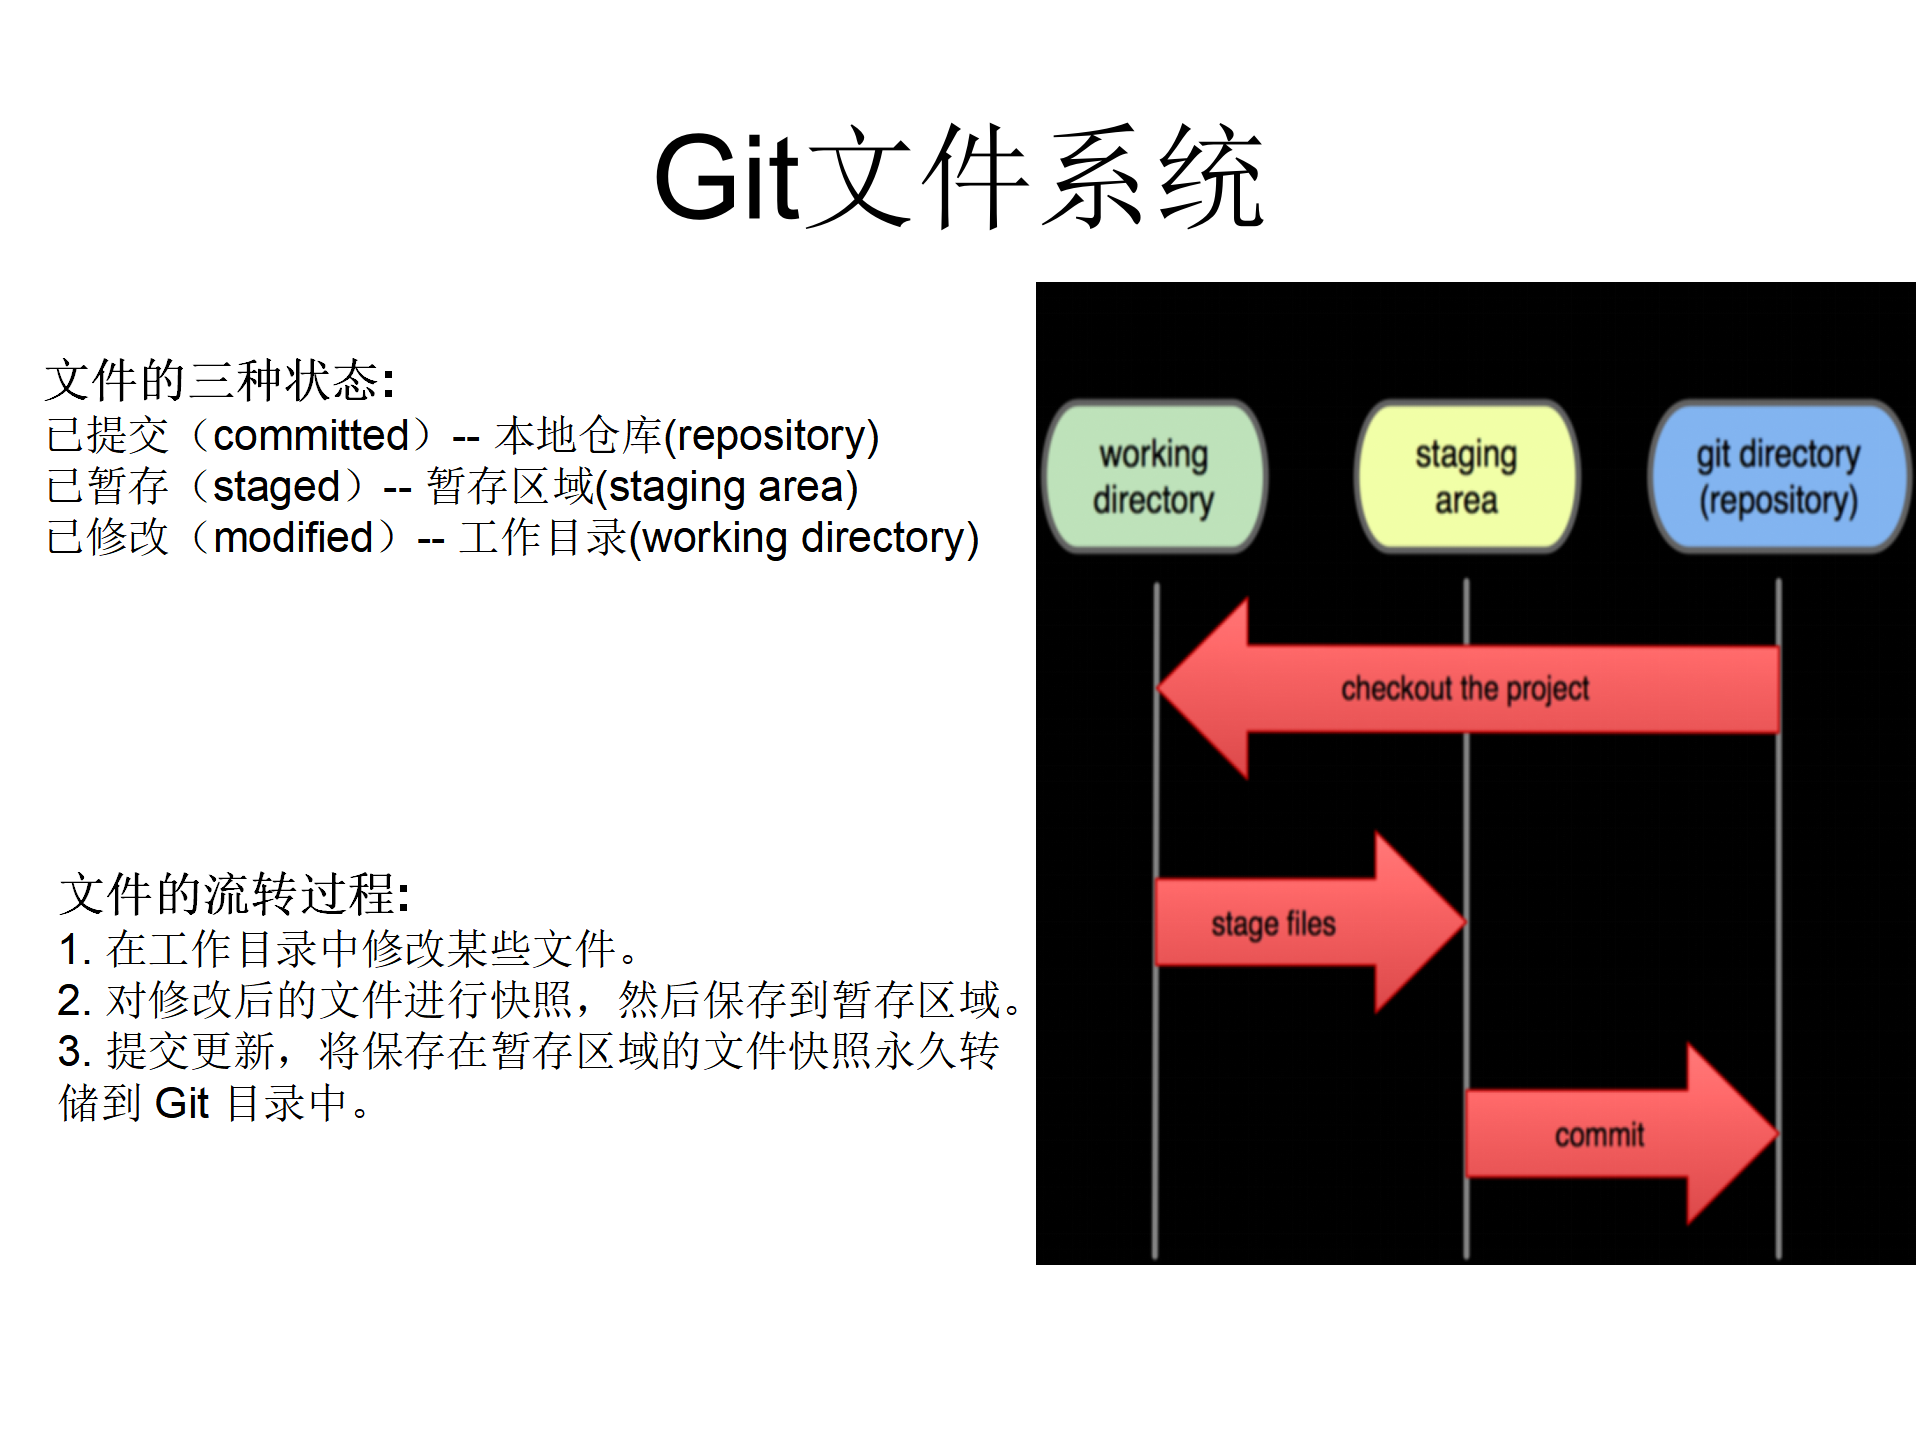 Git文件系统
文件的三种状态:
已提交（committed）-- 本地仓库(repository)
已暂存（staged）-- 暂存区域(staging area)
已修改（modified）-- 工作目录(working directory)
文件的流转过程:
1. 在工作目录中修改某些文件。
2. 对修改后的文件进行快照，然后保存到暂存区域。
3. 提交更新，将保存在暂存区域的文件快照永久转
储到 Git 目录中。
working
directory
staging
area
git directory
(repository)
checkout the project
stage files
commit